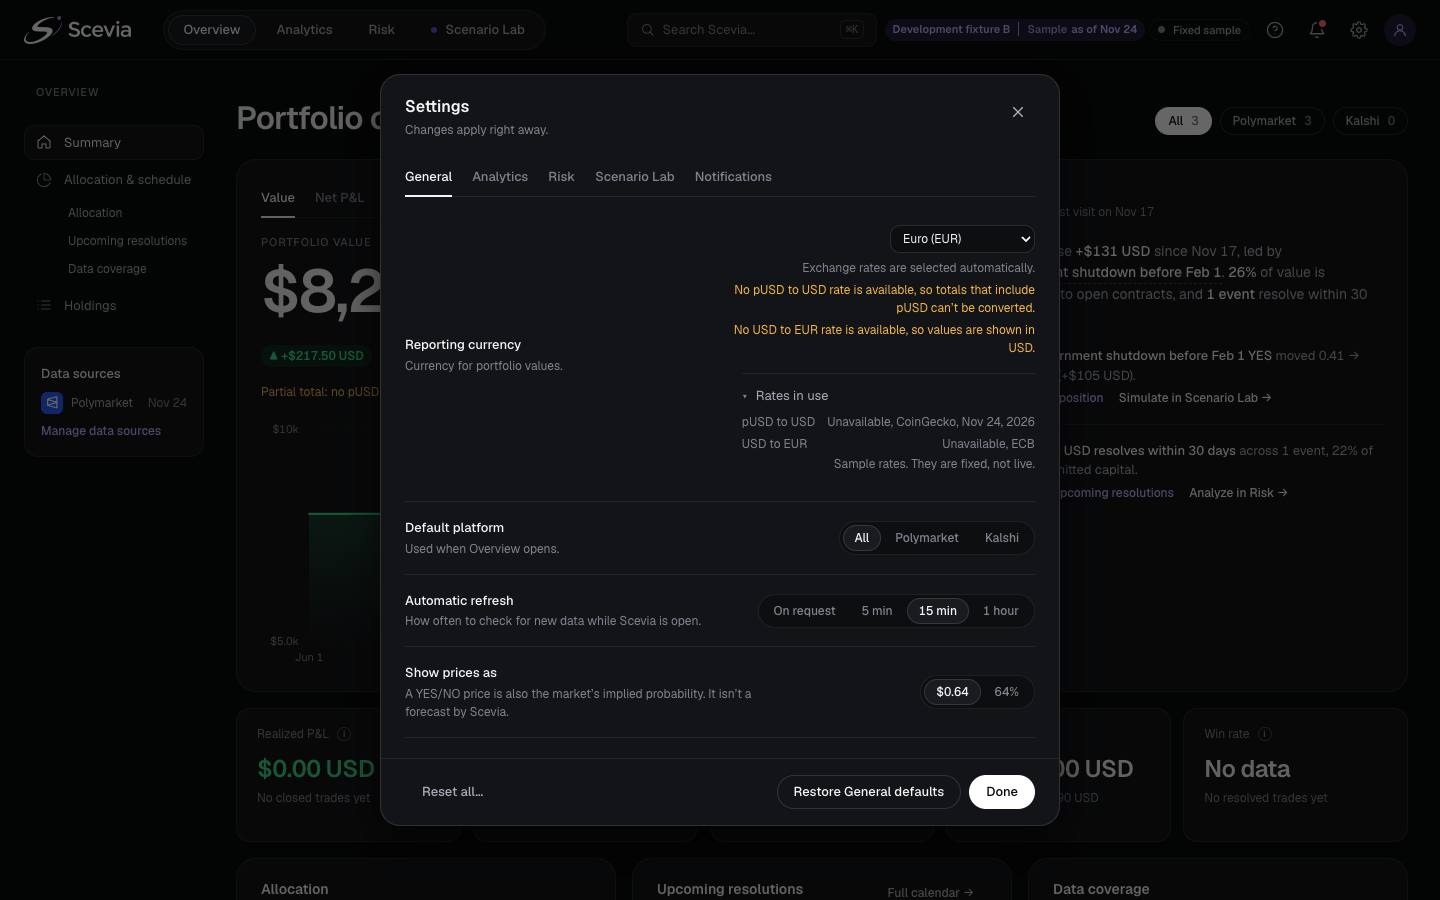 Scevia
Overview
Analytics
Risk
Scenario Lab
Search Scevia...
⌘K
Development fixture B | Sample as of Nov 24
Fixed sample
OVERVIEW
Summary
Allocation & schedule
Allocation
Upcoming resolutions
Data coverage
Holdings
Data sources
Polymarket Nov 24
Manage data sources
Portfolio
All 3
Polymarket 3
Kalshi 0
Value
Net P&L
PORTFOLIO VALUE
$8,2
▲ +$217.50 USD
Partial total: no pUSD
$10k
$5.0k
Jun 1
Settings
Changes apply right away.
General
Analytics
Risk
Scenario Lab
Notifications
Reporting currency
Currency for portfolio values.
Euro (EUR)
Exchange rates are selected automatically.
No pUSD to USD rate is available, so totals that include
pUSD can't be converted.
No USD to EUR rate is available, so values are shown in
USD.
Rates in use
pUSD to USD Unavailable, CoinGecko, Nov 24, 2026
USD to EUR Unavailable, ECB
Sample rates. They are fixed, not live.
Default platform
Used when Overview opens.
All
Polymarket
Kalshi
Automatic refresh
How often to check for new data while Scevia is open.
On request
5 min
15 min
1 hour
Show prices as
A YES/NO price is also the market's implied probability. It isn't a
forecast by Scevia.
$0.64
64%
Reset all...
Restore General defaults
Done
visit on Nov 17
+$131 USD since Nov 17, led by
shutdown before Feb 1. 26% of value is
to open contracts, and 1 event resolve within 30
shutdown before Feb 1 YES moved 0.41 →
(+$105 USD).
position
Simulate in Scenario Lab →
USD resolves within 30 days across 1 event, 22% of
capital.
upcoming resolutions
Analyze in Risk →
Realized P&L
$0.00 USD
No closed trades yet
00 USD
00 USD
Win rate
No data
No resolved trades yet
Allocation
Upcoming resolutions
Full calendar →
Data coverage